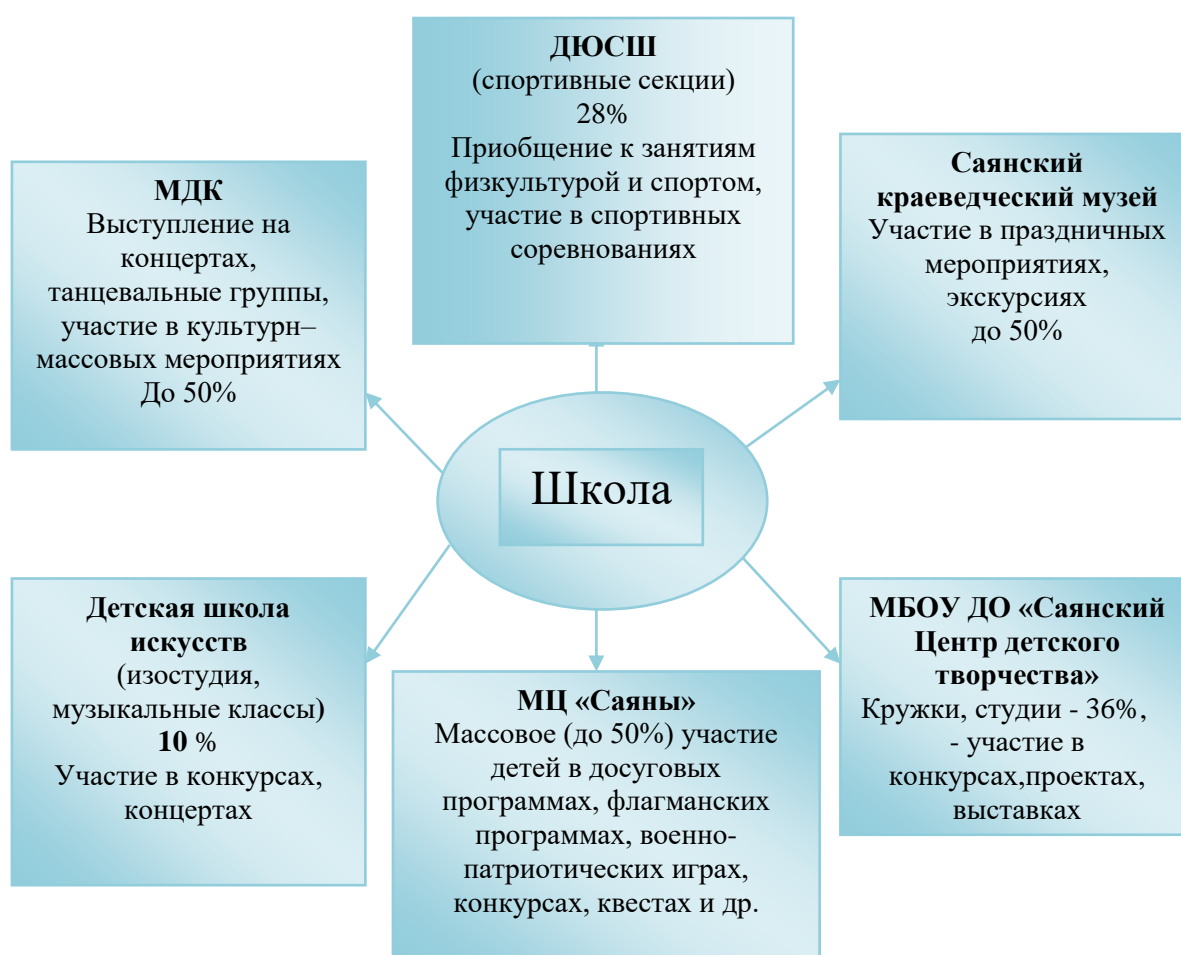 ДЮСШ
(спортивные секции)
28%
Приобщение к занятиям
физкультурой и спортом,
участие в спортивных
соревнованиях
МДК
Выступление на
концертах,
танцевальные группы,
участие в культурн–
массовых мероприятиях
До 50%
Саянский
краеведческий музей
Участие в праздничных
мероприятиях,
экскурсиях
до 50%
Школа
Детская школа
искусств
(изостудия,
музыкальные классы)
10 %
Участие в конкурсах,
концертах
МЦ «Саяны»
Массовое (до 50%) участие
детей в досуговых
программах, флагманских
программах, военно-
патриотических играх,
конкурсах, квестах и др.
МБОУ ДО «Саянский
Центр детского
творчества»
Кружки, студии - 36%,
- участие в
конкурсах,проектах,
выставках